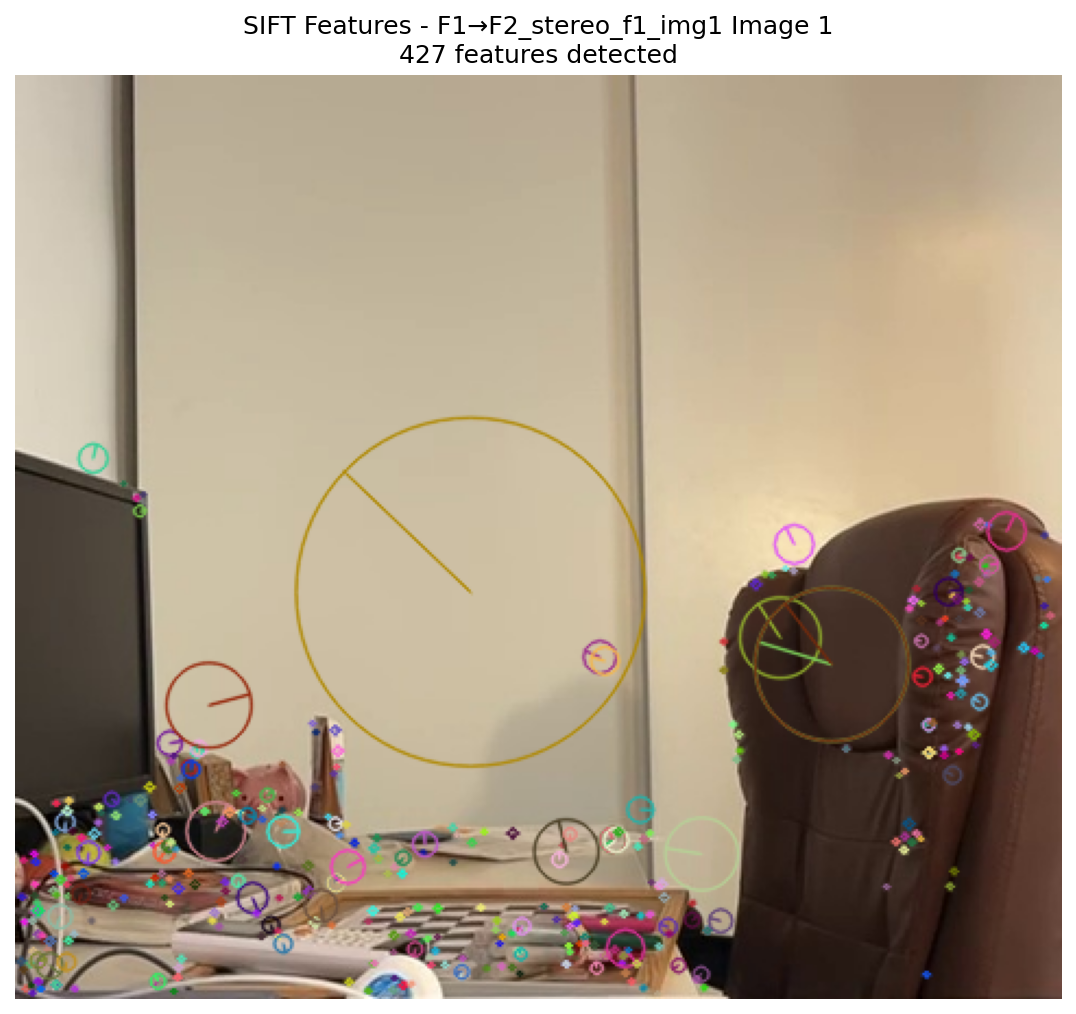 SIFT Features - F1→F2_stereo_f1_img1 Image 1
427 features detected